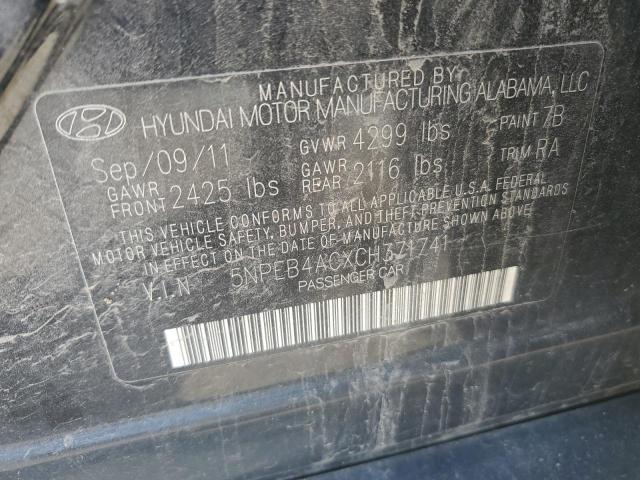 MANUFACTURED BY
HYUNDAI MOTOR MANUFACTURING ALABAMA, LLC
Sep/09/11 GVWR 4299 lbs PAINT 7B
GAWR FRONT 2425 lbs GAWR REAR 2116 lbs TRIM RA
THIS VEHICLE CONFORMS TO ALL APPLICABLE U.S. FEDERAL
MOTOR VEHICLE SAFETY, BUMPER, AND THEFT PREVENTION STANDARDS
IN EFFECT ON THE DATE OF MANUFACTURE SHOWN ABOVE
V.I.N 5NPEB4ACXCH371741
PASSENGER CAR